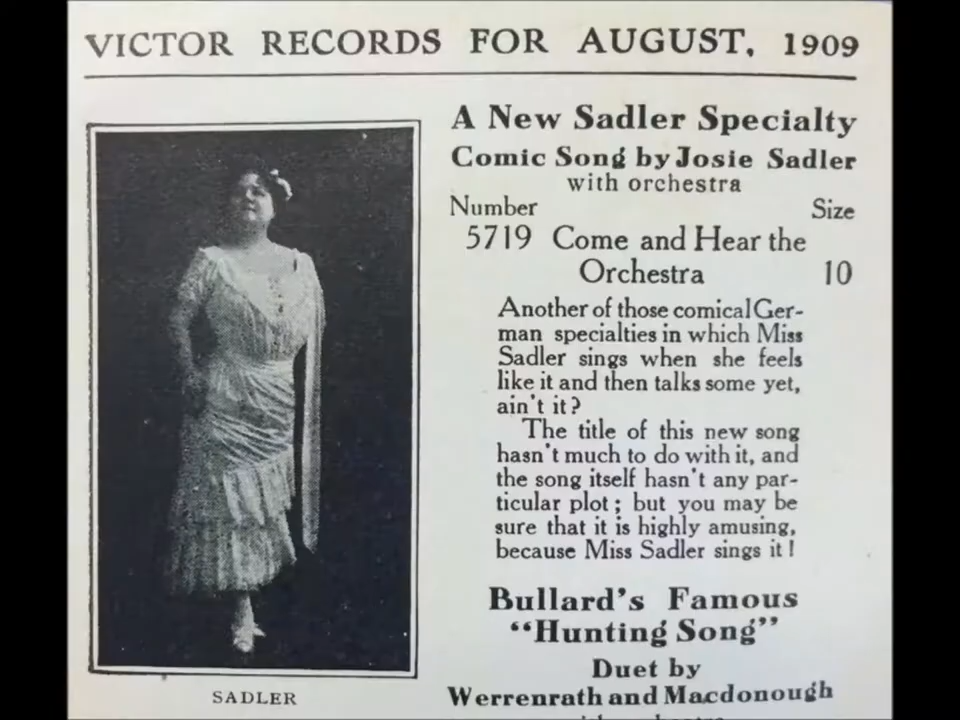 VICTOR RECORDS FOR AUGUST, 1909
A New Sadler Specialty
Comic Song by Josie Sadler
with orchestra
Number Size
5719 Come and Hear the
Orchestra 10
Another of those comical Ger-
man specialties in which Miss
Sadler sings when she feels
like it and then talks some yet,
ain't it?
The title of this new song
hasn't much to do with it, and
the song itself hasn't any par-
ticular plot; but you may be
sure that it is highly amusing,
because Miss Sadler sings it!
Bullard's Famous
"Hunting Song"
Duet by
Werrenrath and Macdonough
SADLER